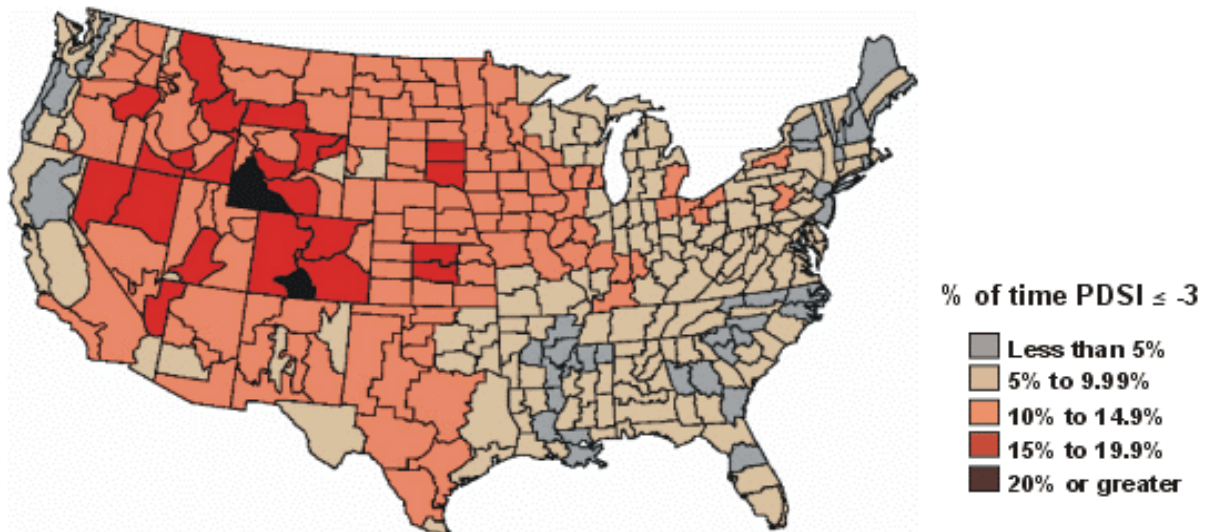 % of time PDSI ≤ -3
Less than 5%
5% to 9.99%
10% to 14.9%
15% to 19.9%
20% or greater